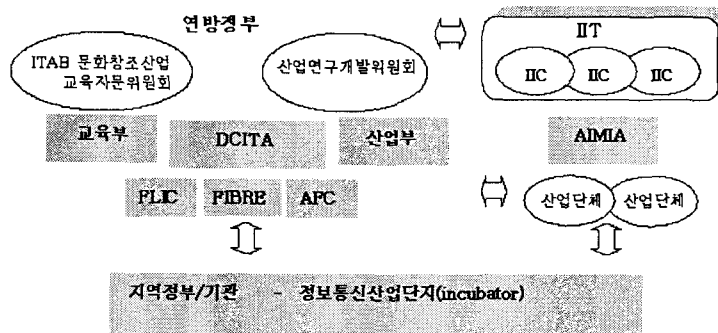 연방정부
IIT
ITAB 문화창조산업
교육자문위원회
산업연구개발위원회
IIC IIC IIC
교육부 DCITA 산업부 AIMIA
FLIC FIBRE AFC
산업단체 산업단체
지역정부/기관 - 정보통신산업단지(incubator)